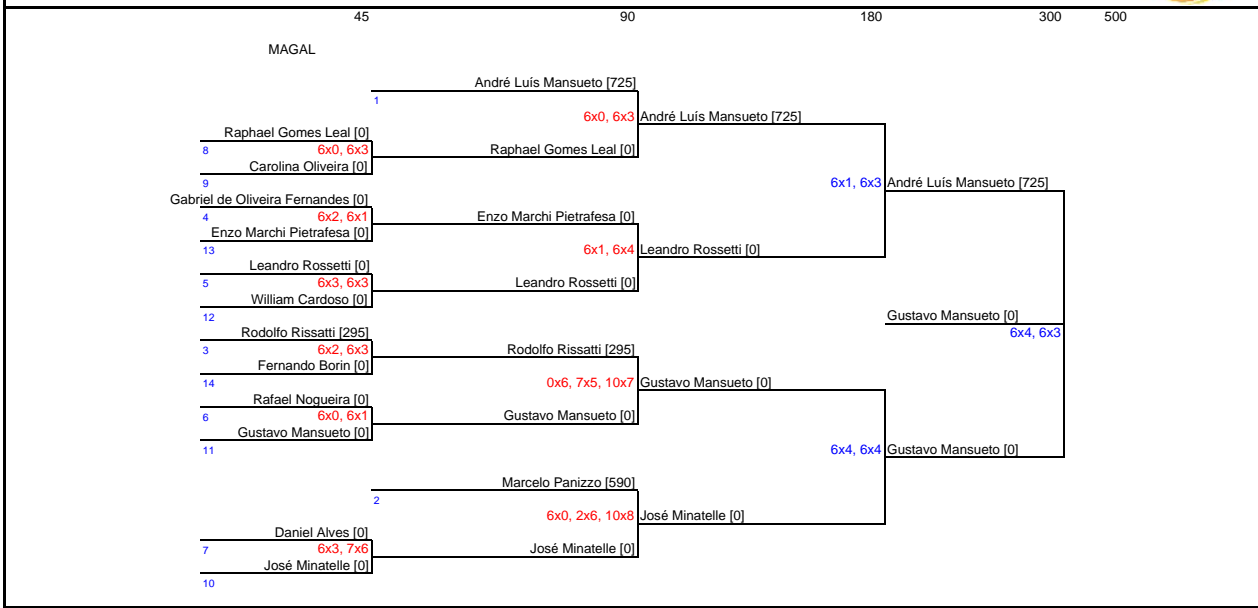 45 90 180 300 500
MAGAL
André Luís Mansueto [725]
1
6x0, 6x3 André Luís Mansueto [725]
Raphael Gomes Leal [0]
8 6x0, 6x3 Raphael Gomes Leal [0]
Carolina Oliveira [0]
9 6x1, 6x3 André Luís Mansueto [725]
Gabriel de Oliveira Fernandes [0]
4 6x2, 6x1 Enzo Marchi Pietrafesa [0]
Enzo Marchi Pietrafesa [0]
13 6x1, 6x4 Leandro Rossetti [0]
Leandro Rossetti [0]
5 6x3, 6x3 Leandro Rossetti [0]
William Cardoso [0]
12 Gustavo Mansueto [0]
Rodolfo Rissatti [295] 6x4, 6x3
3 6x2, 6x3 Rodolfo Rissatti [295]
Fernando Borin [0]
14 0x6, 7x5, 10x7 Gustavo Mansueto [0]
Rafael Nogueira [0]
6 6x0, 6x1 Gustavo Mansueto [0]
Gustavo Mansueto [0]
11 6x4, 6x4 Gustavo Mansueto [0]
Marcelo Panizzo [590]
2
6x0, 2x6, 10x8 José Minatelle [0]
Daniel Alves [0]
7 6x3, 7x6 José Minatelle [0]
José Minatelle [0]
10